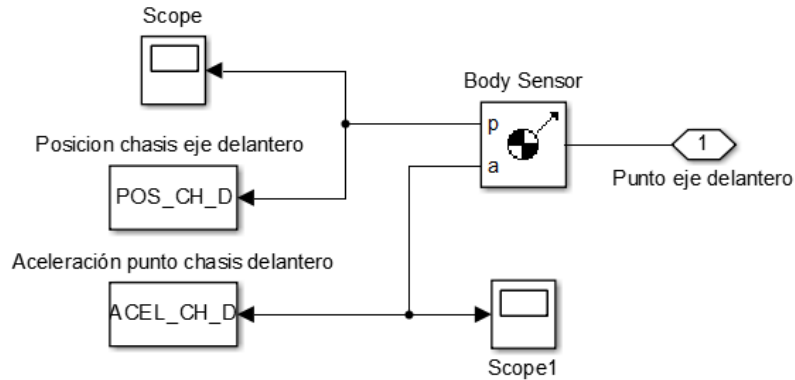 Scope
Body Sensor
p
a
1
Punto eje delantero
Posicion chasis eje delantero
POS_CH_D
Aceleración punto chasis delantero
ACEL_CH_D
Scope1